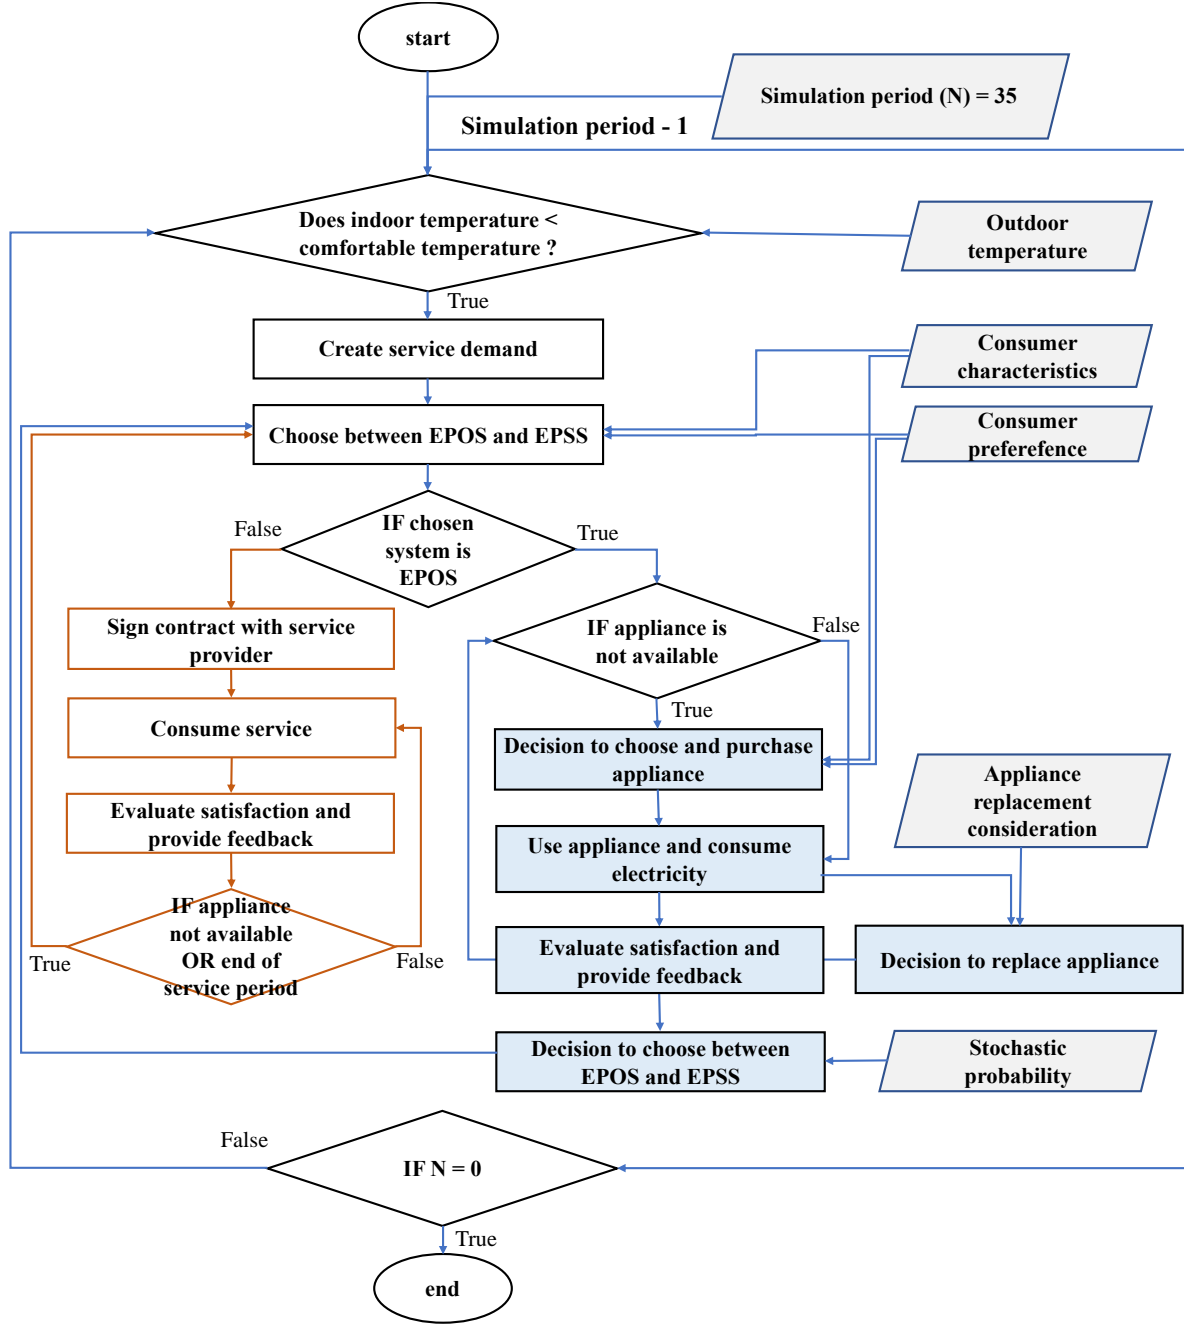 start
Simulation period (N) = 35
Simulation period - 1
Does indoor temperature <
comfortable temperature ?
Outdoor
temperature
True
Create service demand
Consumer
characteristics
Choose between EPOS and EPSS
Consumer
preferefence
False
IF chosen
system is
EPOS
True
Sign contract with service
provider
IF appliance is
not available
False
True
Consume service
Decision to choose and purchase
appliance
Appliance
replacement
consideration
Evaluate satisfaction and
provide feedback
Use appliance and consume
electricity
IF appliance
not available
OR end of
service period
True
False
Evaluate satisfaction and
provide feedback
Decision to replace appliance
Decision to choose between
EPOS and EPSS
Stochastic
probability
False
IF N = 0
True
end